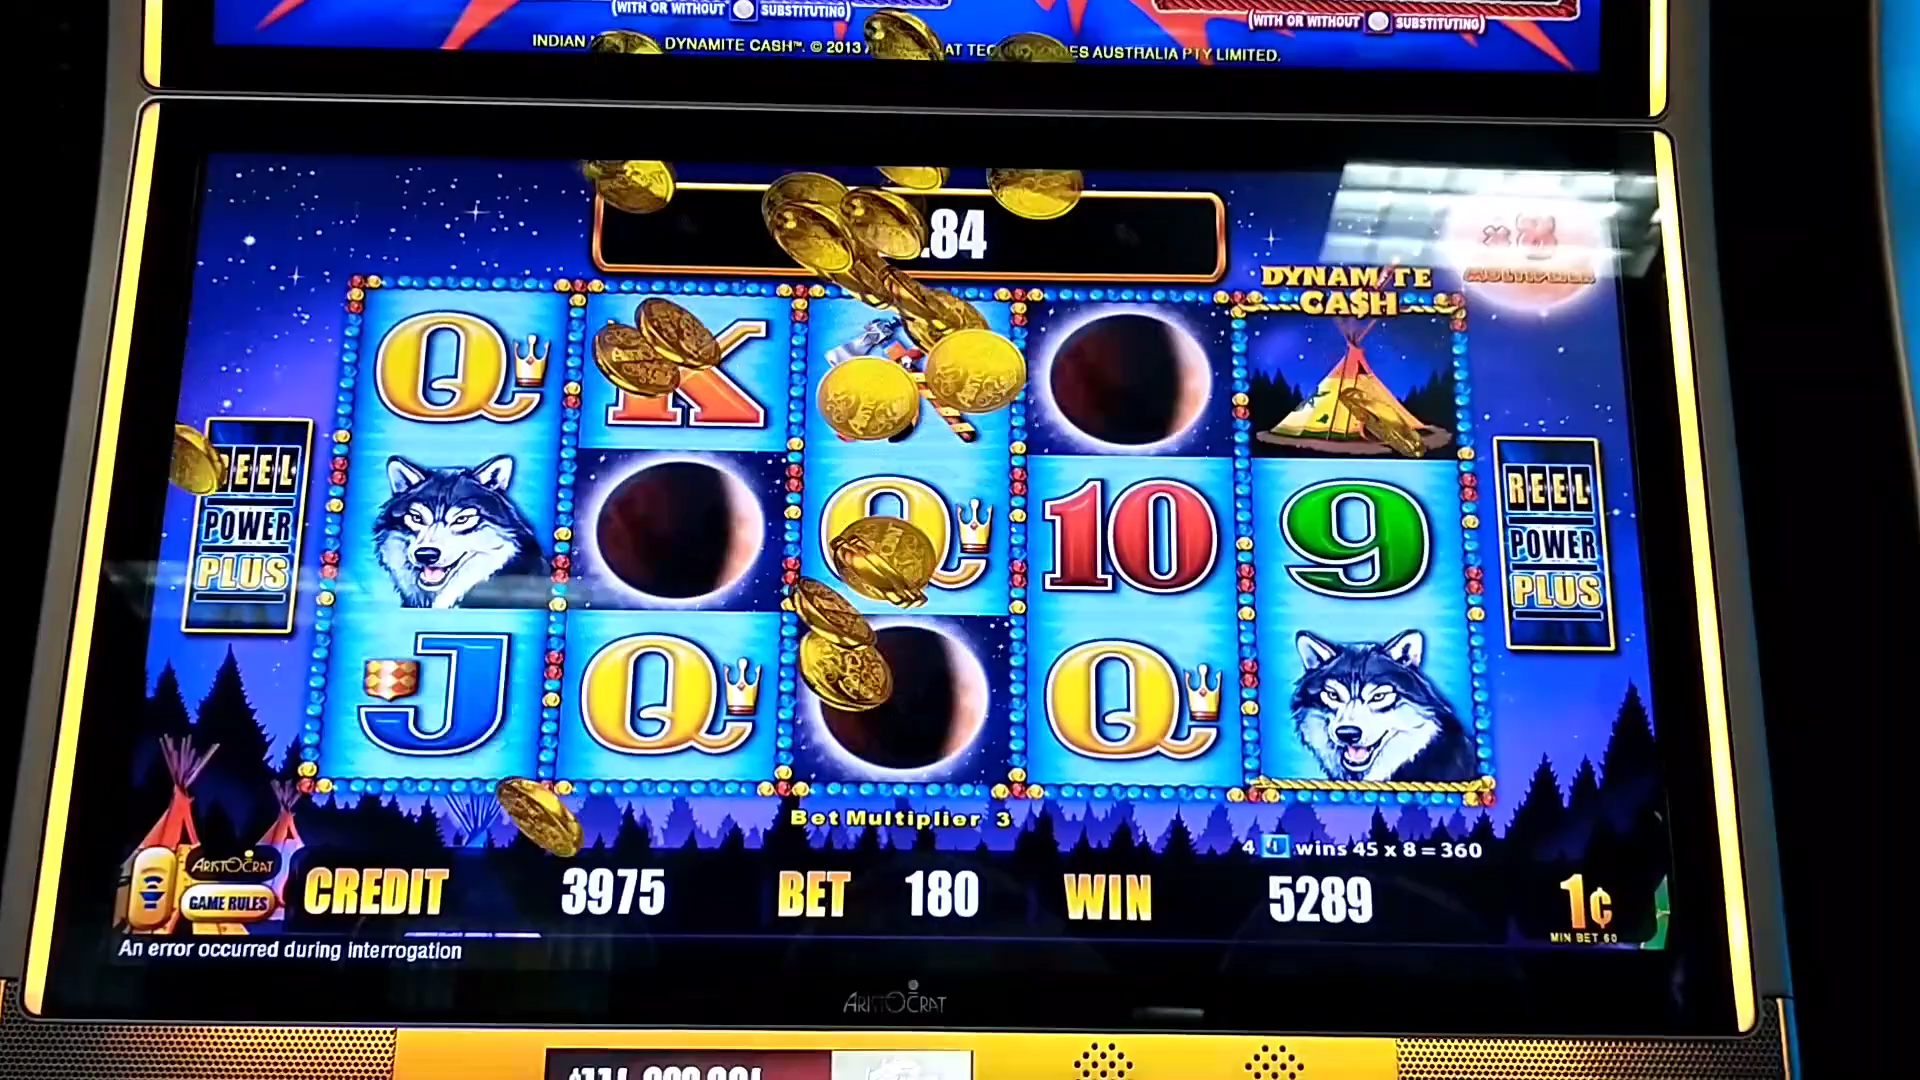 (WITH OR WITHOUT SUBSTITUTING)
(WITH OR WITHOUT SUBSTITUTING)
INDIAN DYNAMITE CASH™. © 2013 AUSTRALIA PTY LIMITED.
.84
DYNAMITE
CA$H
Q K
REEL
POWER
PLUS
Q 10 9
REEL
POWER
PLUS
J Q Q
Bet Multiplier 3
4 J wins 45 x 8 = 360
ARISTOCRAT
GAME RULES
CREDIT 3975 BET 180 WIN 5289 1¢
MIN BET 60
An error occurred during interrogation
ARISTOCRAT